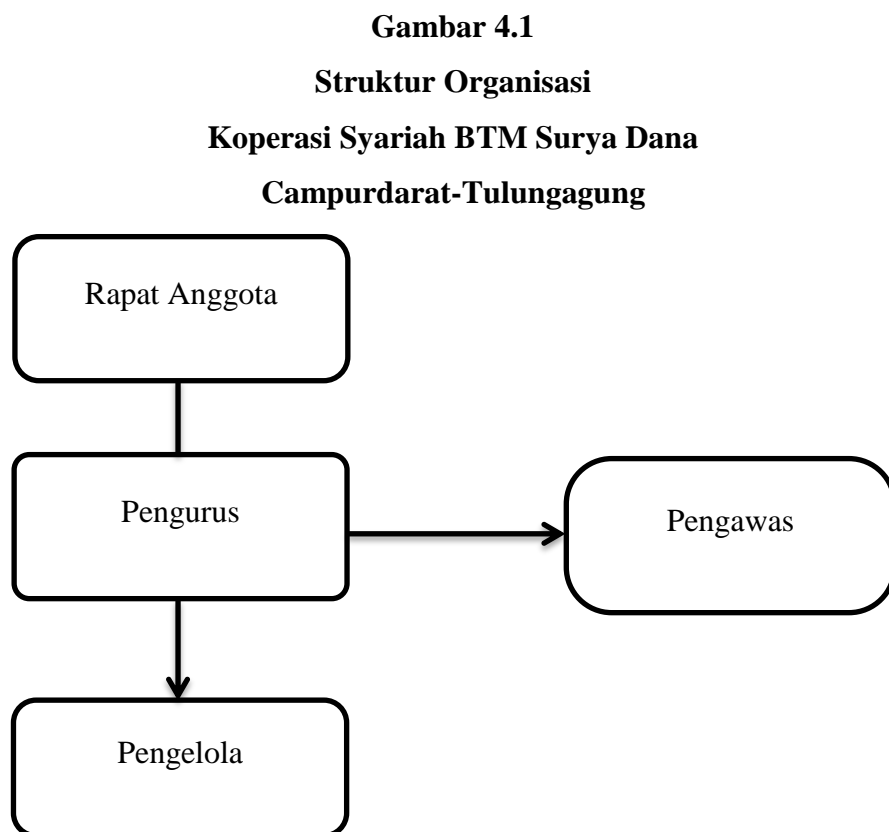 Gambar 4.1
Struktur Organisasi
Koperasi Syariah BTM Surya Dana
Campurdarat-Tulungagung
Rapat Anggota
Pengurus
Pengawas
Pengelola